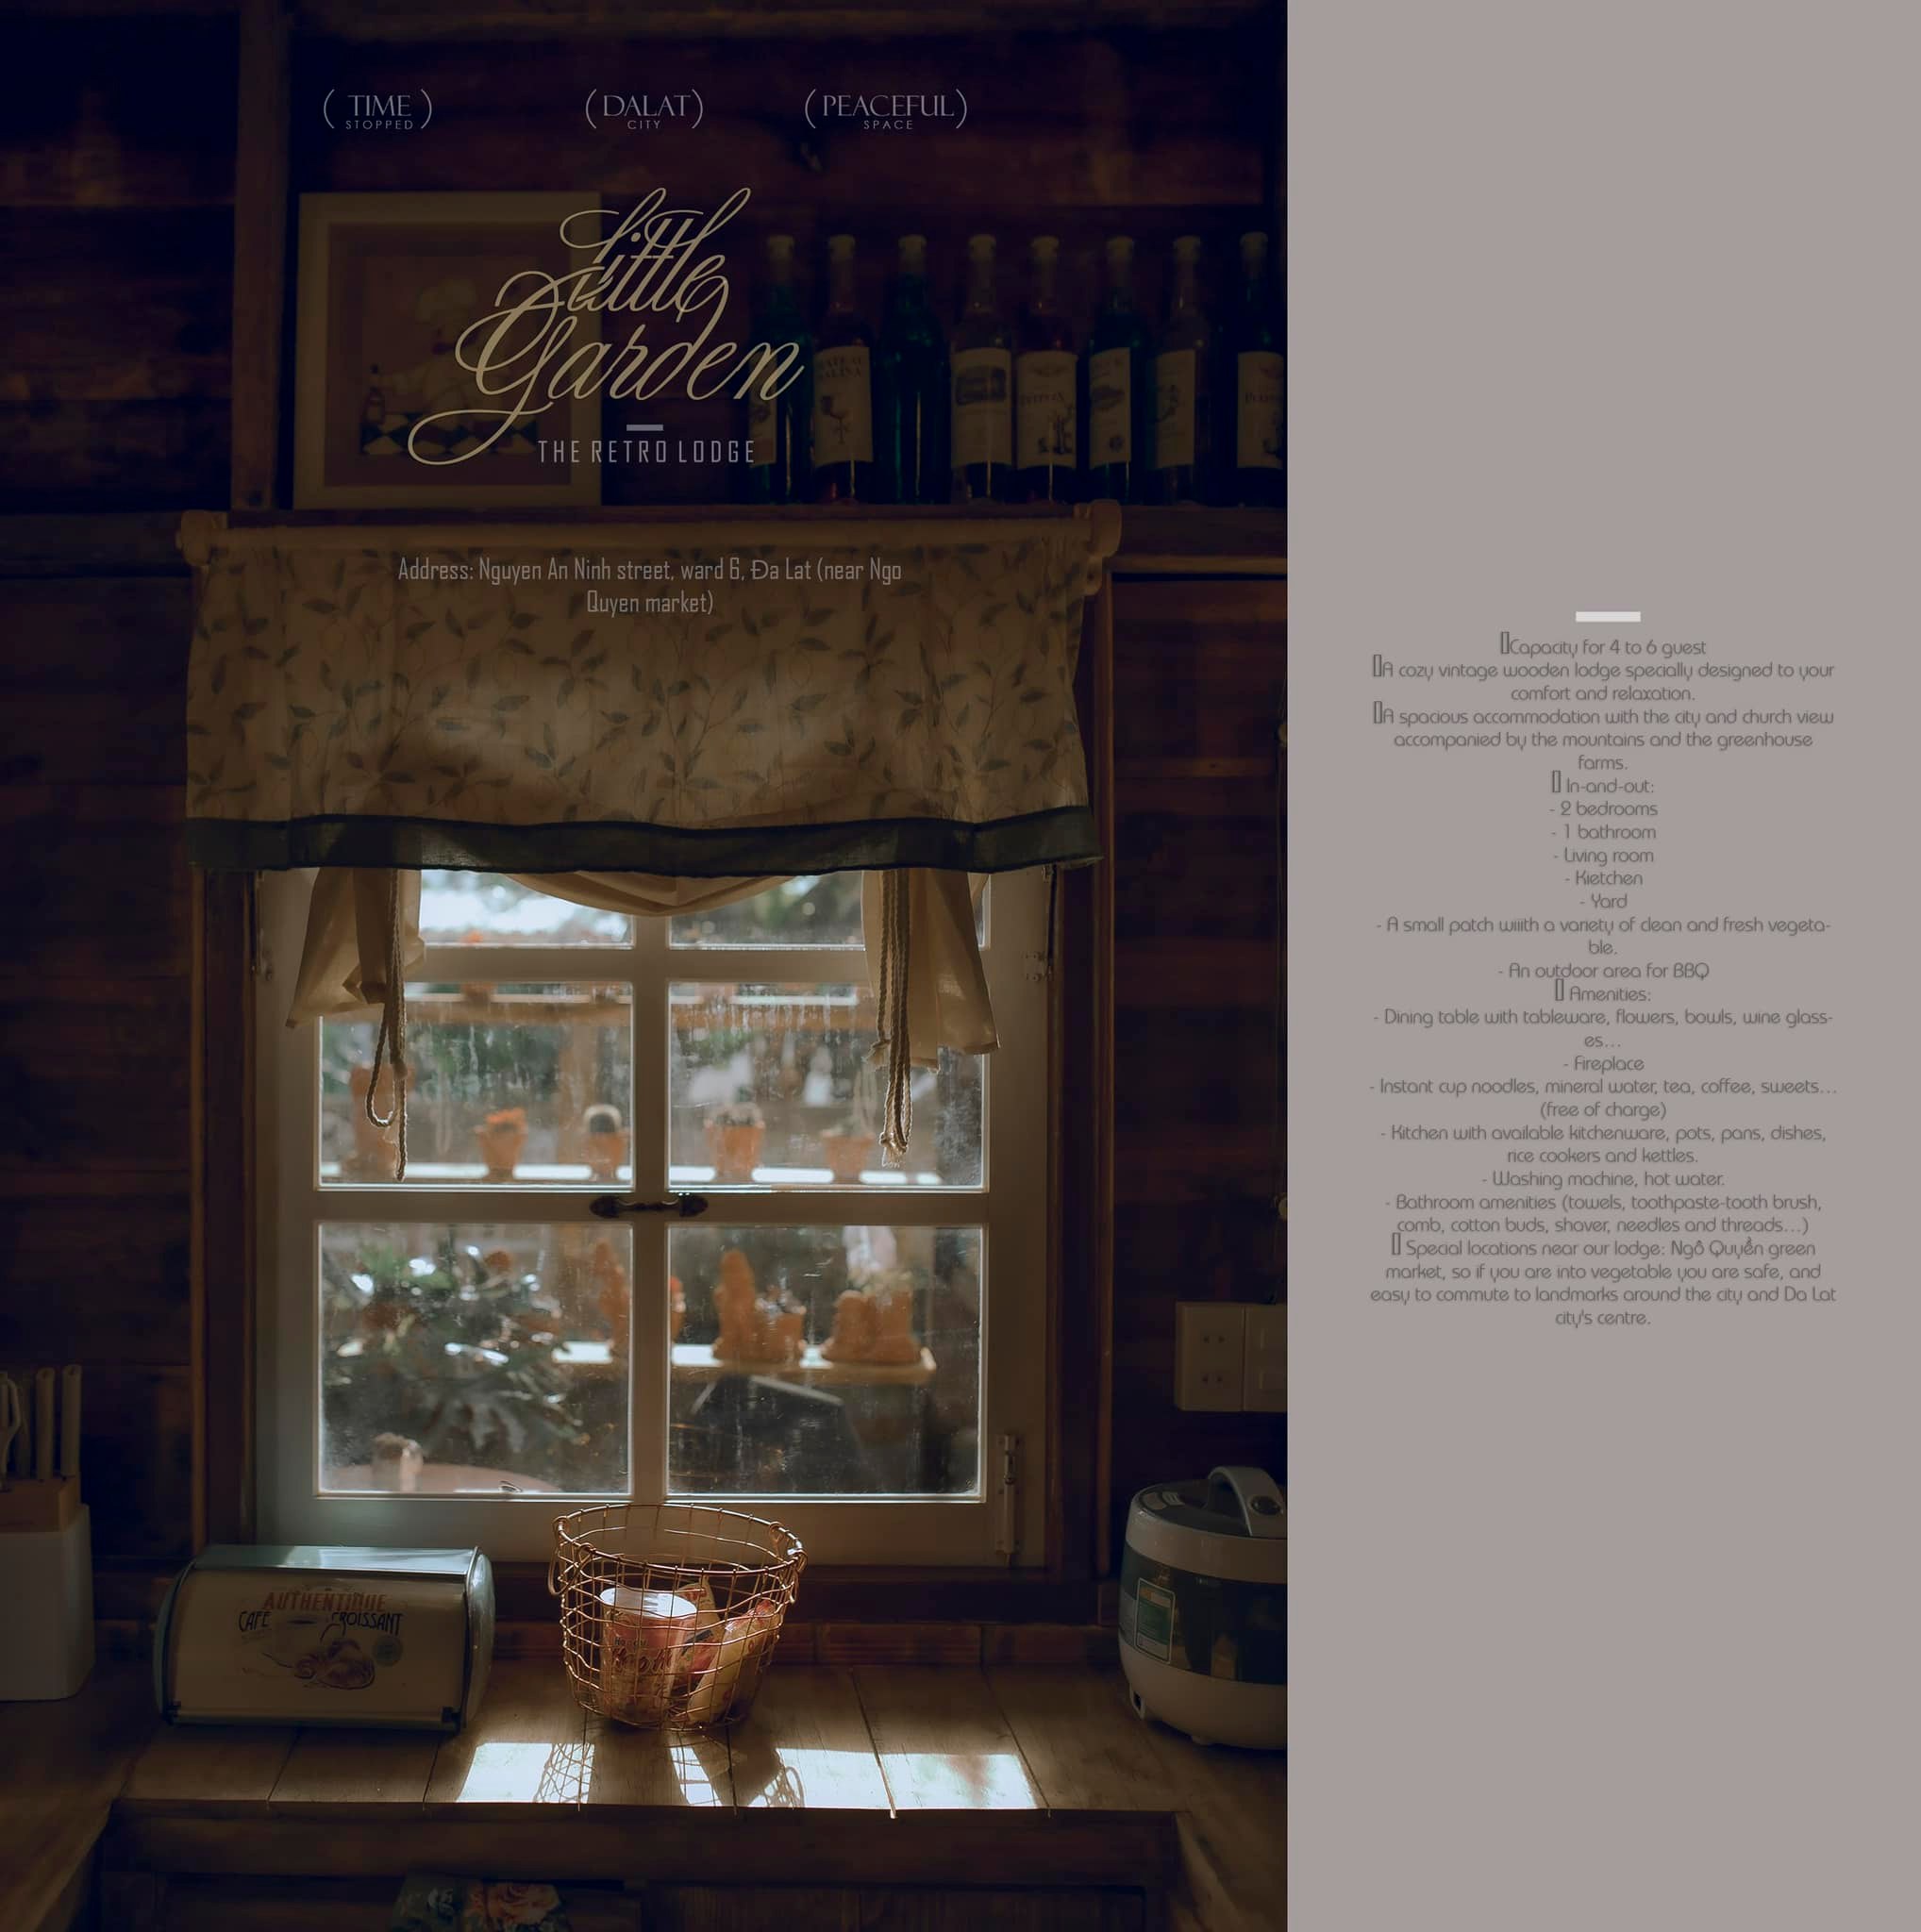 ( TIME )
STOPPED
( DALAT )
CITY
( PEACEFUL )
SPACE
Little
Garden
THE RETRO LODGE
Address: Nguyen An Ninh street, ward 6, Đa Lat (near Ngo
Quyen market)
AUTHENTIQUE
CAFE CROISSANT
Capacity for 4 to 6 guest
A cozy vintage wooden lodge specially designed to your
comfort and relaxation.
A spacious accommodation with the city and church view
accompanied by the mountains and the greenhouse
farms.
In-and-out:
- 2 bedrooms
- 1 bathroom
- Living room
- Kietchen
- Yard
- A small patch wiiith a variety of clean and fresh vegeta-
ble.
- An outdoor area for BBQ
Amenities:
- Dining table with tableware, flowers, bowls, wine glass-
es...
- Fireplace
- Instant cup noodles, mineral water, tea, coffee, sweets...
(free of charge)
- Kitchen with available kitchenware, pots, pans, dishes,
rice cookers and kettles.
- Washing machine, hot water.
- Bathroom amenities (towels, toothpaste-tooth brush,
comb, cotton buds, shaver, needles and threads...)
Special locations near our lodge: Ngô Quyền green
market, so if you are into vegetable you are safe, and
easy to commute to landmarks around the city and Da Lat
city's centre.